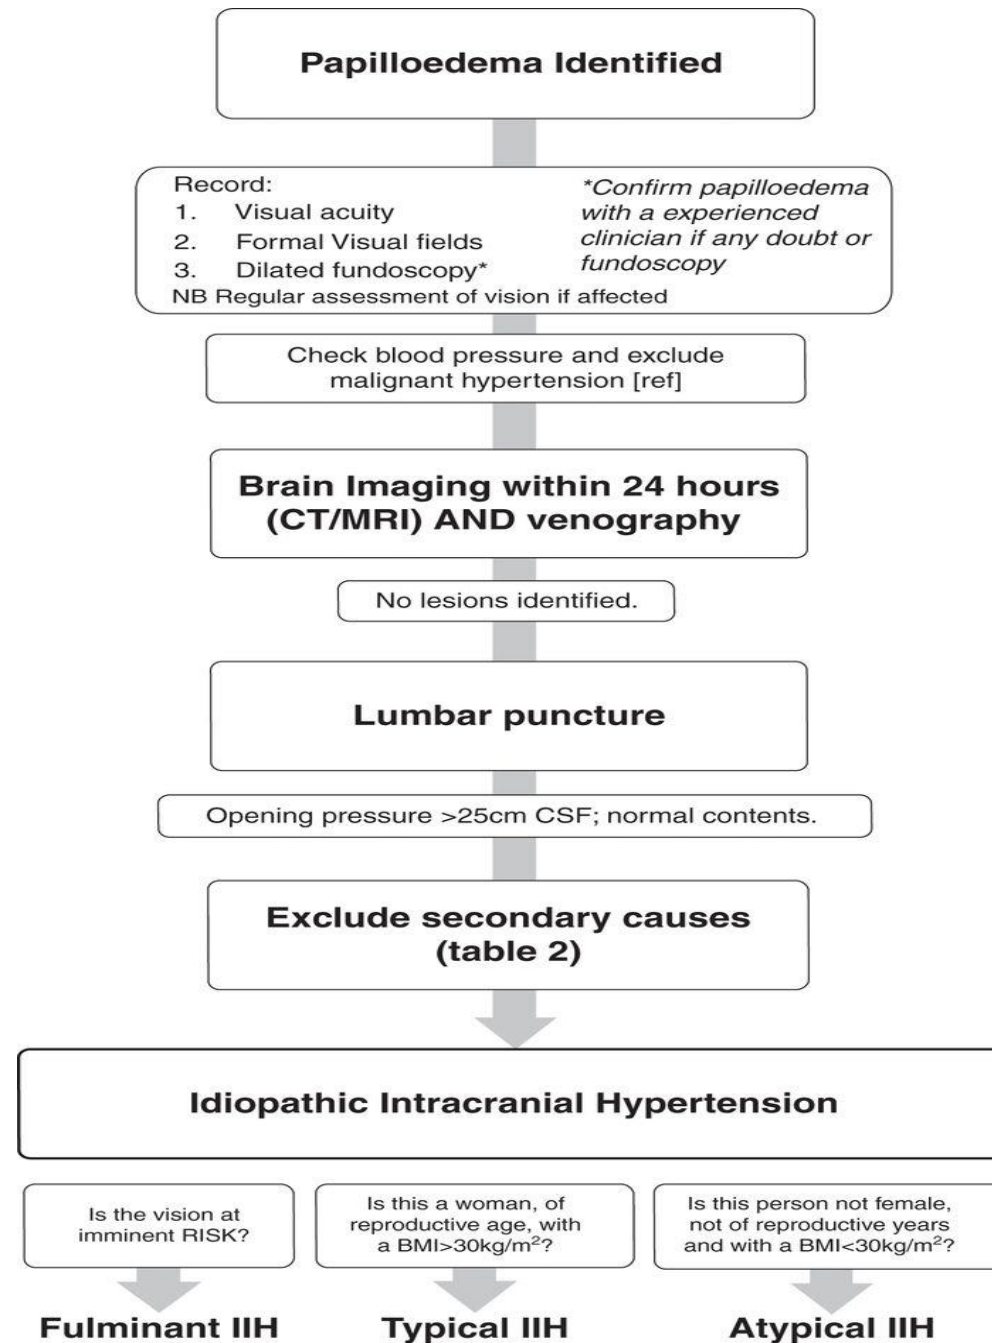 Papilloedema Identified
Record:
1. Visual acuity
2. Formal Visual fields
3. Dilated fundoscopy*
NB Regular assessment of vision if affected
*Confirm papilloedema
with a experienced
clinician if any doubt or
fundoscopy
Check blood pressure and exclude
malignant hypertension [ref]
Brain Imaging within 24 hours
(CT/MRI) AND venography
No lesions identified.
Lumbar puncture
Opening pressure >25cm CSF; normal contents.
Exclude secondary causes
(table 2)
Idiopathic Intracranial Hypertension
Is the vision at
imminent RISK?
Is this a woman, of
reproductive age, with
a BMI>30kg/m²?
Is this person not female,
not of reproductive years
and with a BMI<30kg/m²?
Fulminant IIH
Typical IIH
Atypical IIH